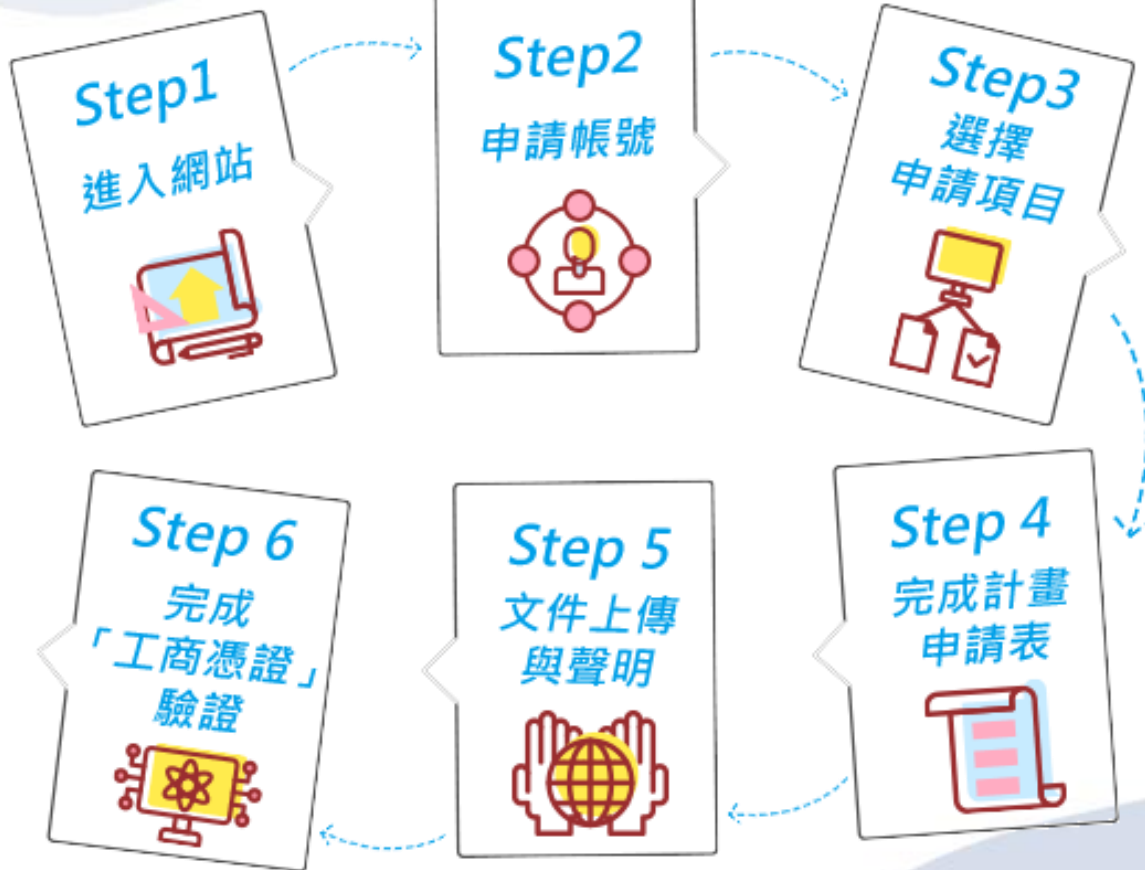 Step1
進入網站
Step2
申請帳號
Step3
選擇
申請項目
Step 4
完成計畫
申請表
Step 5
文件上傳
與聲明
Step 6
完成
「工商憑證」
驗證